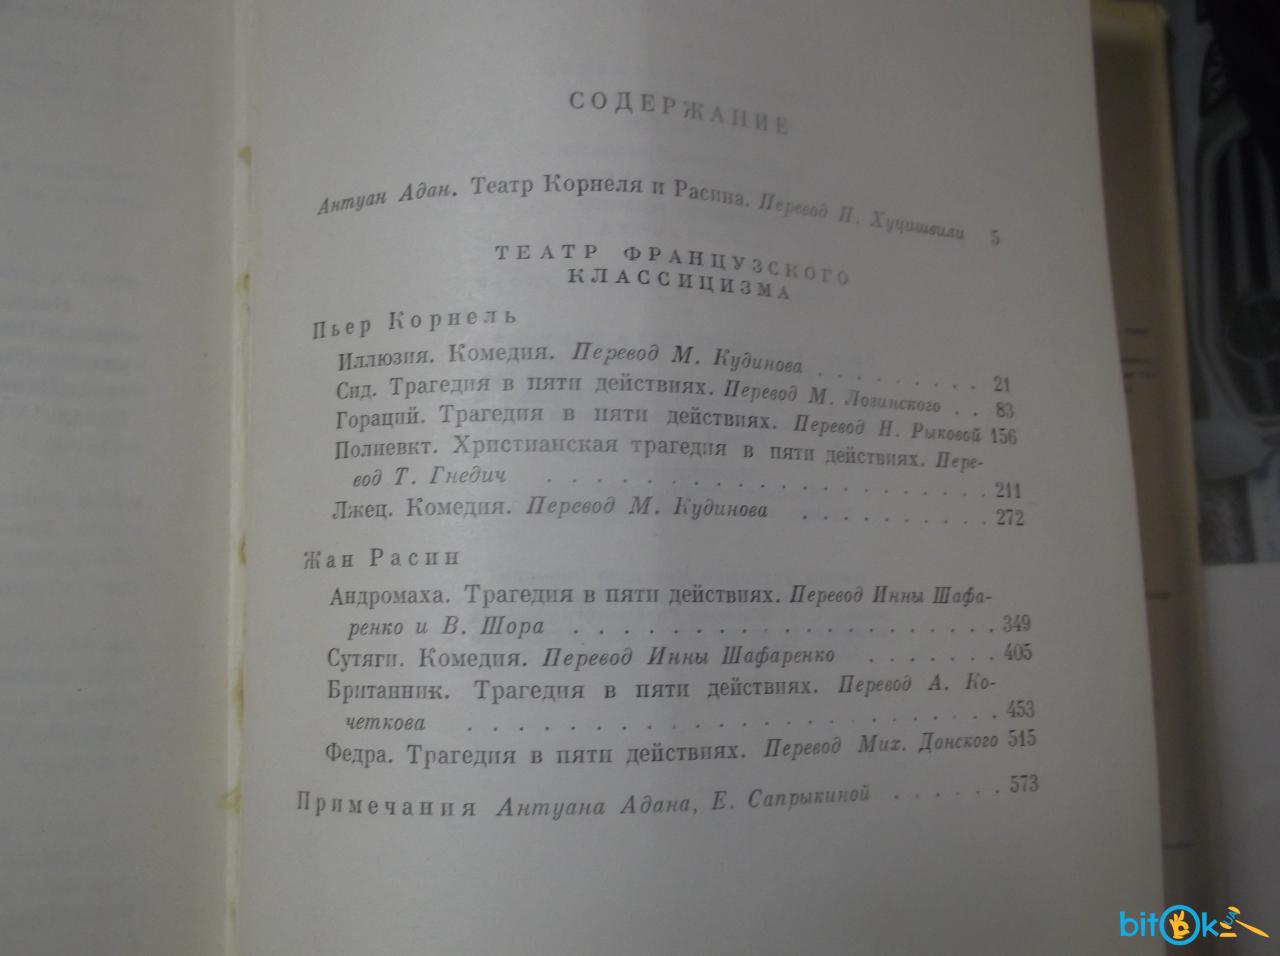 СОДЕРЖАНИЕ
Антуан Адан. Театр Корнеля и Расина. Перевод Н. Хуцишвили 5
ТЕАТР ФРАНЦУЗСКОГО
КЛАССИЦИЗМА
Пьер Корнель
Иллюзия. Комедия. Перевод М. Кудинова . . . . . . . . . 21
Сид. Трагедия в пяти действиях. Перевод М. Лозинского . . 83
Гораций. Трагедия в пяти действиях. Перевод Н. Рыковой 156
Полиевкт. Христианская трагедия в пяти действиях. Пере-
вод Т. Гнедич . . . . . . . . . . . . . . . . . . . 211
Лжец. Комедия. Перевод М. Кудинова . . . . . . . . . . 272
Жан Расин
Андромаха. Трагедия в пяти действиях. Перевод Инны Шафа-
ренко и В. Шора . . . . . . . . . . . . . . . . . . . 349
Сутяги. Комедия. Перевод Инны Шафаренко . . . . . . . 405
Британник. Трагедия в пяти действиях. Перевод А. Ко-
четкова . . . . . . . . . . . . . . . . . . . . . . . 453
Федра. Трагедия в пяти действиях. Перевод Мих. Донского 515
Примечания Антуана Адана, Е. Сапрыкиной . . . . . . 573
bitOk UA